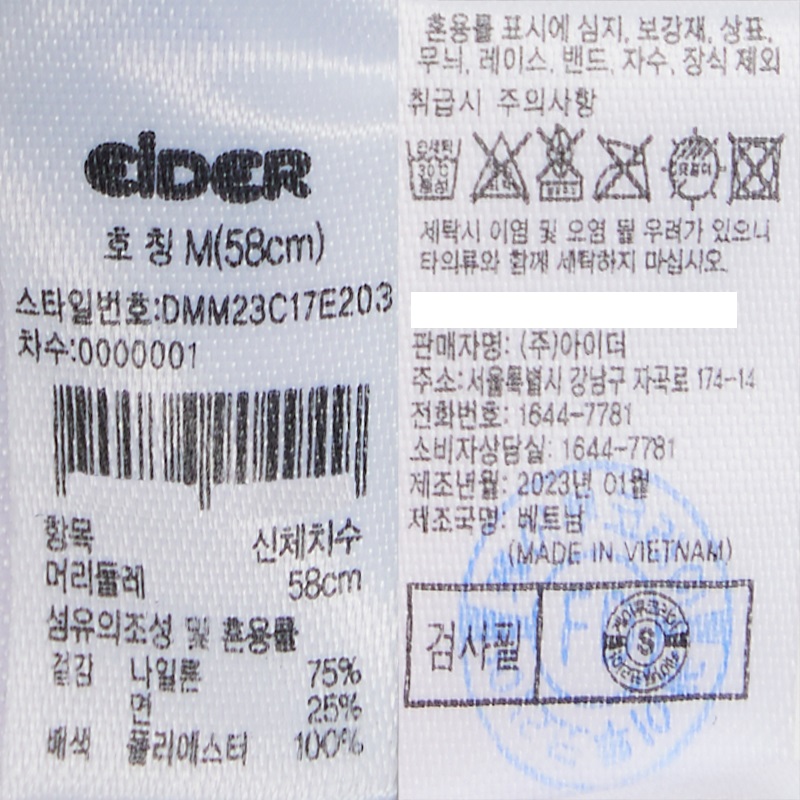 eiDER
호 칭 M(58cm)
스타일번호:DMM23C17E203
차수:0000001
항목 신체치수
머리둘레 58cm
섬유의조성 및 혼용률
겉감 나일론 75%
면 25%
배색 폴리에스터 100%
혼용률 표시에 심지, 보강재, 상표,
무늬, 레이스, 밴드, 자수, 장식 제외
취급시 주의사항
손세탁
30℃
중성
세탁시 이염 및 오염 될 우려가 있으니
타의류와 함께 세탁하지 마십시오.
판매자명: (주)아이더
주소:서울특별시 강남구 자곡로 174-14
전화번호: 1644-7781
소비자상담실: 1644-7781
제조년월: 2023년 01월
제조국명: 베트남
(MADE IN VIETNAM)
검사필
S